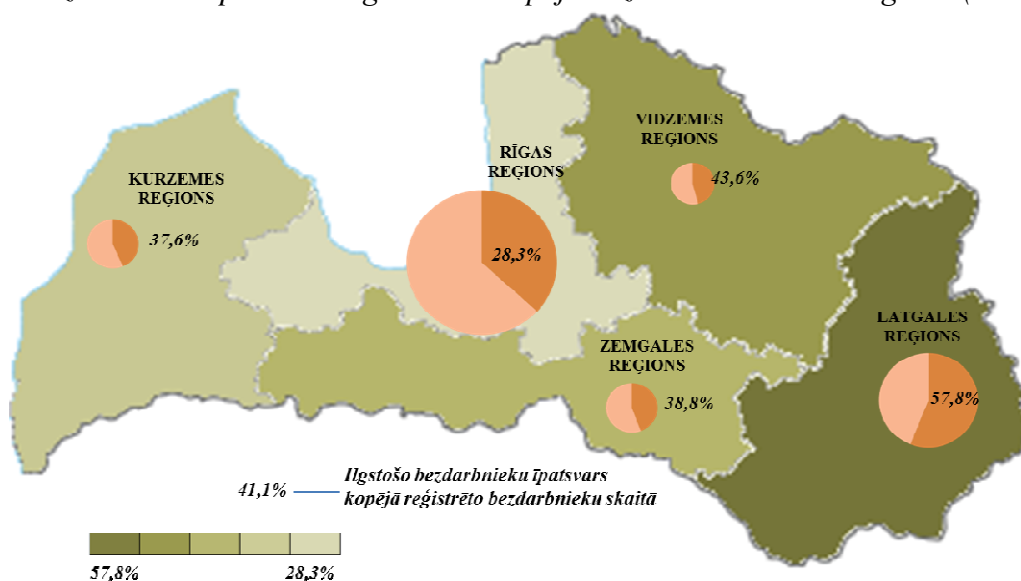 VIDZEMES
REĢIONS
43,6%
RĪGAS
REĢIONS
28,3%
KURZEMES
REĢIONS
37,6%
LATGALES
REĢIONS
57,8%
ZEMGALES
REĢIONS
38,8%
41,1%
Ilgstošo bezdarbnieku īpatsvars
kopējā reģistrēto bezdarbnieku skaitā
57,8%
28,3%